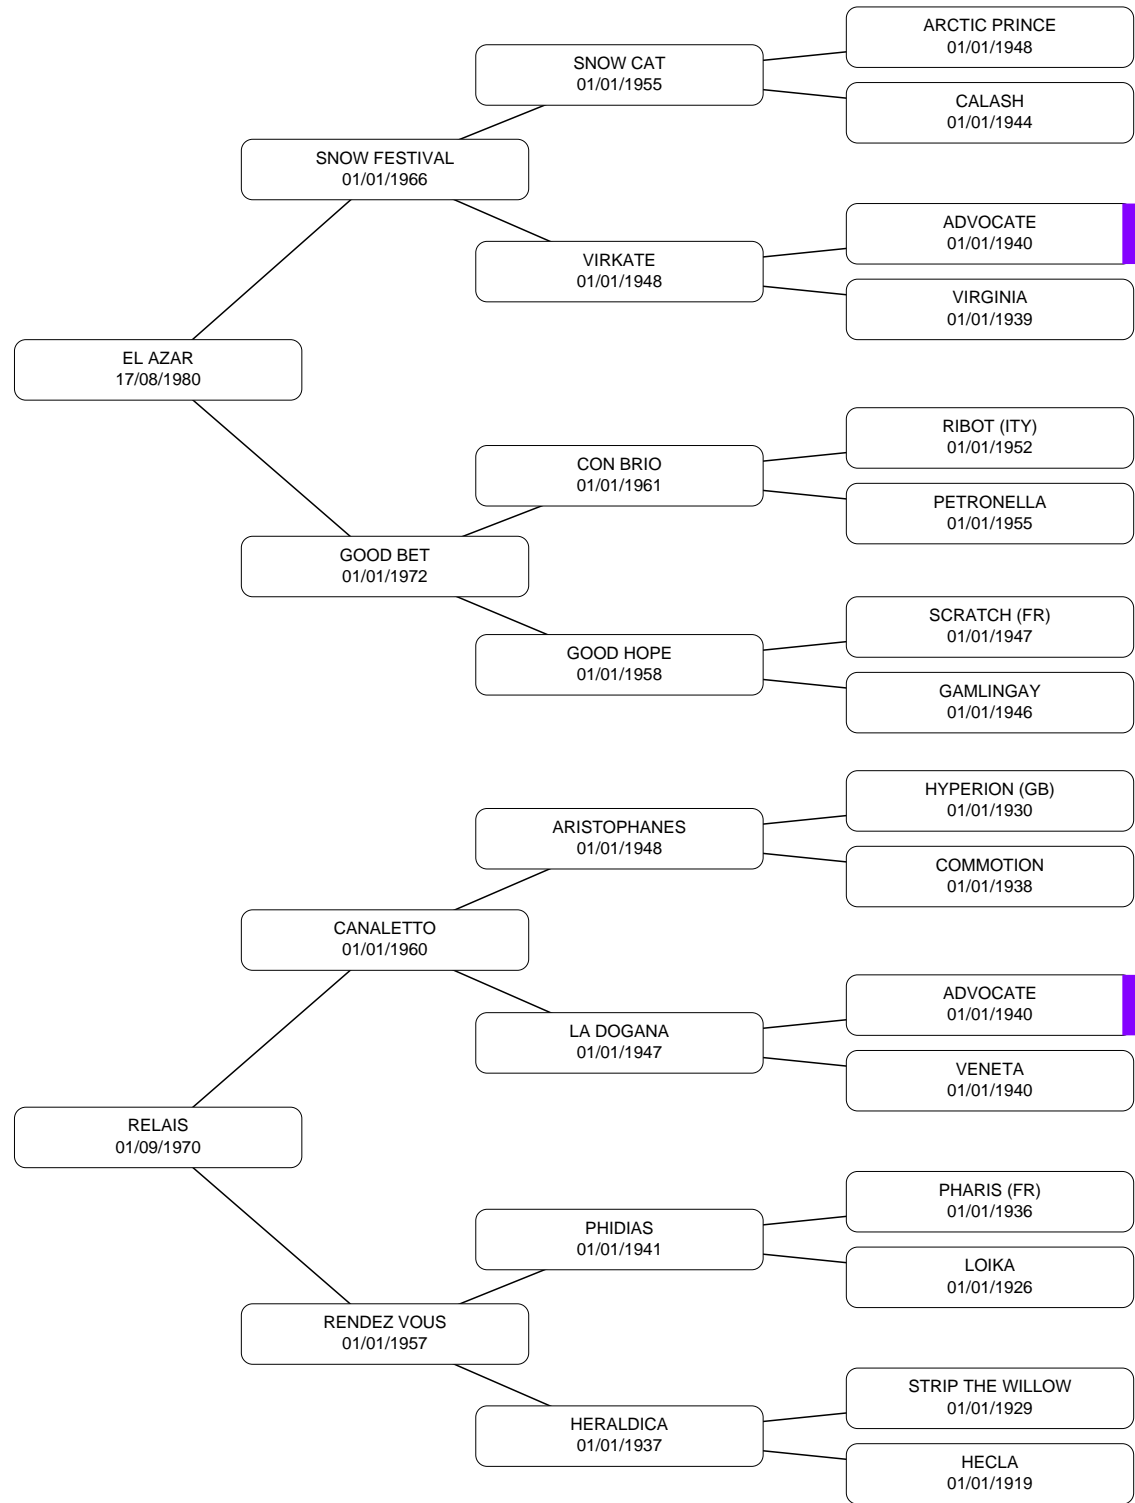 ARCTIC PRINCE
01/01/1948
SNOW CAT
01/01/1955
CALASH
01/01/1944
SNOW FESTIVAL
01/01/1966
ADVOCATE
01/01/1940
VIRKATE
01/01/1948
VIRGINIA
01/01/1939
EL AZAR
17/08/1980
RIBOT (ITY)
01/01/1952
CON BRIO
01/01/1961
PETRONELLA
01/01/1955
GOOD BET
01/01/1972
SCRATCH (FR)
01/01/1947
GOOD HOPE
01/01/1958
GAMLINGAY
01/01/1946
HYPERION (GB)
01/01/1930
ARISTOPHANES
01/01/1948
COMMOTION
01/01/1938
CANALETTO
01/01/1960
ADVOCATE
01/01/1940
LA DOGANA
01/01/1947
VENETA
01/01/1940
RELAIS
01/09/1970
PHARIS (FR)
01/01/1936
PHIDIAS
01/01/1941
LOIKA
01/01/1926
RENDEZ VOUS
01/01/1957
STRIP THE WILLOW
01/01/1929
HERALDICA
01/01/1937
HECLA
01/01/1919